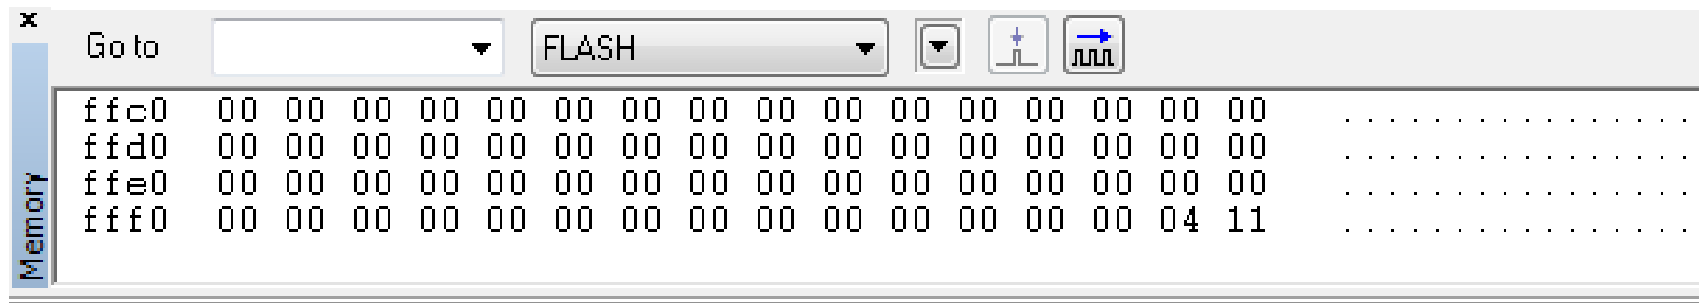 x
Go to FLASH
Memory
ffc0 00 00 00 00 00 00 00 00 00 00 00 00 00 00 00 00 ................
ffd0 00 00 00 00 00 00 00 00 00 00 00 00 00 00 00 00 ................
ffe0 00 00 00 00 00 00 00 00 00 00 00 00 00 00 00 00 ................
fff0 00 00 00 00 00 00 00 00 00 00 00 00 00 00 04 11 ................